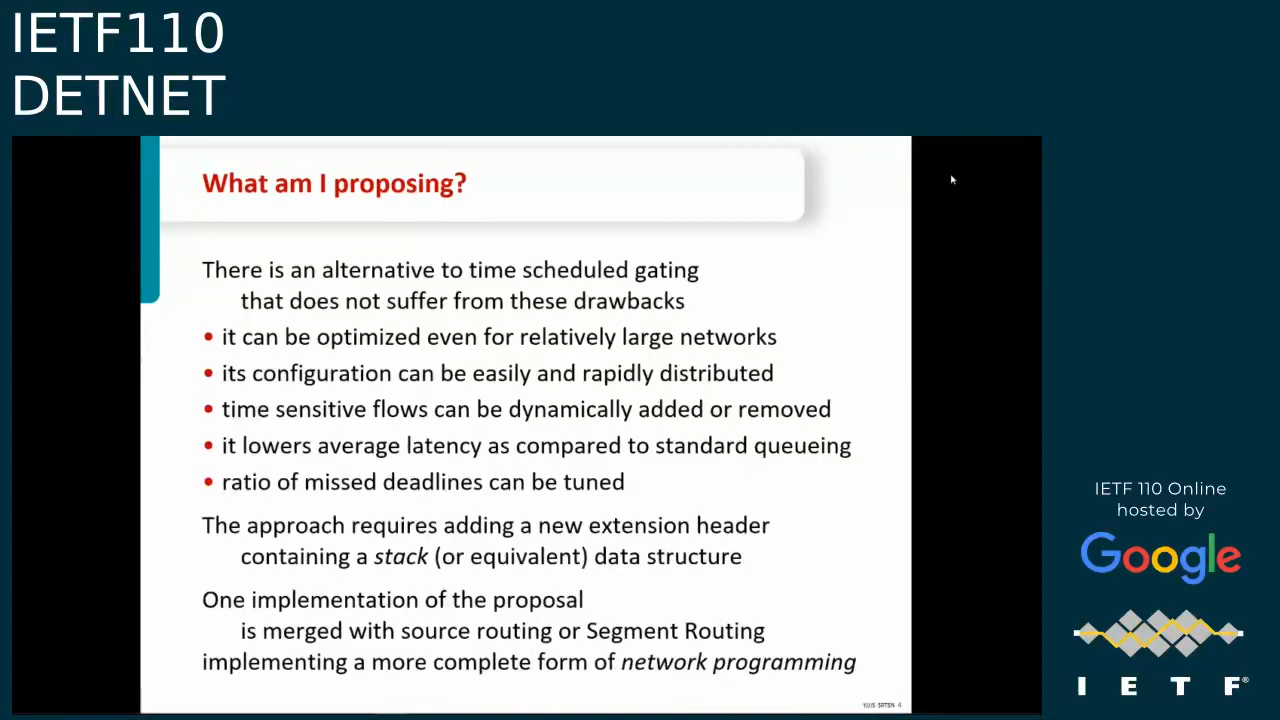 IETF110
DETNET
What am I proposing?
There is an alternative to time scheduled gating
that does not suffer from these drawbacks
• it can be optimized even for relatively large networks
• its configuration can be easily and rapidly distributed
• time sensitive flows can be dynamically added or removed
• it lowers average latency as compared to standard queueing
• ratio of missed deadlines can be tuned
The approach requires adding a new extension header
containing a stack (or equivalent) data structure
One implementation of the proposal
is merged with source routing or Segment Routing
implementing a more complete form of network programming
Y(J)S SRTSN 4
IETF 110 Online
hosted by
Google
I E T F®